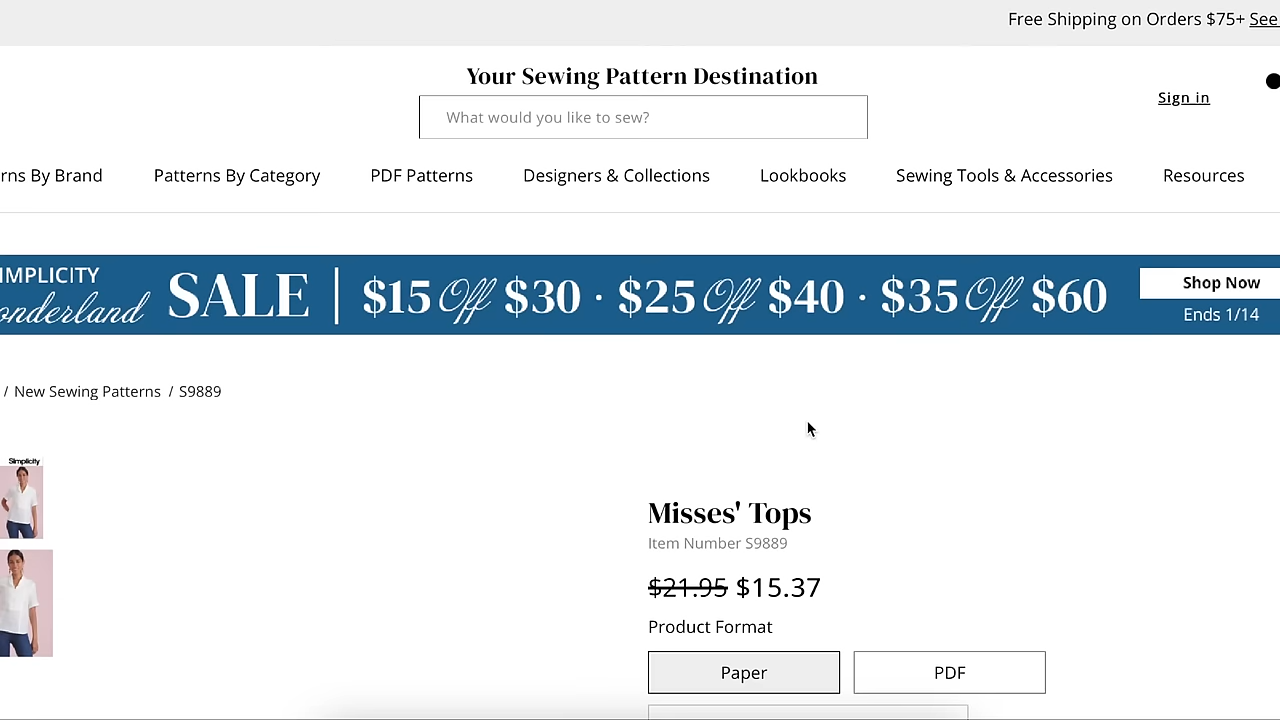 Free Shipping on Orders $75+ See
Your Sewing Pattern Destination
What would you like to sew?
Sign in
rns By Brand Patterns By Category PDF Patterns Designers & Collections Lookbooks Sewing Tools & Accessories Resources
IMPLICITY
onderland
SALE | $15 Off $30 · $25 Off $40 · $35 Off $60
Shop Now
Ends 1/14
/ New Sewing Patterns / S9889
Simplicity
Misses' Tops
Item Number S9889
$21.95 $15.37
Product Format
Paper PDF